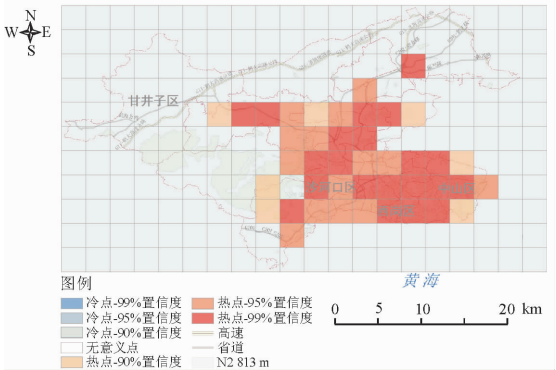 N
W E
S
甘井子区
沙河口区
中山区
西岗区
黄海
图例
冷点-99%置信度
冷点-95%置信度
冷点-90%置信度
无意义点
热点-90%置信度
热点-95%置信度
热点-99%置信度
高速
省道
N2 813 m
0 5 10 20 km